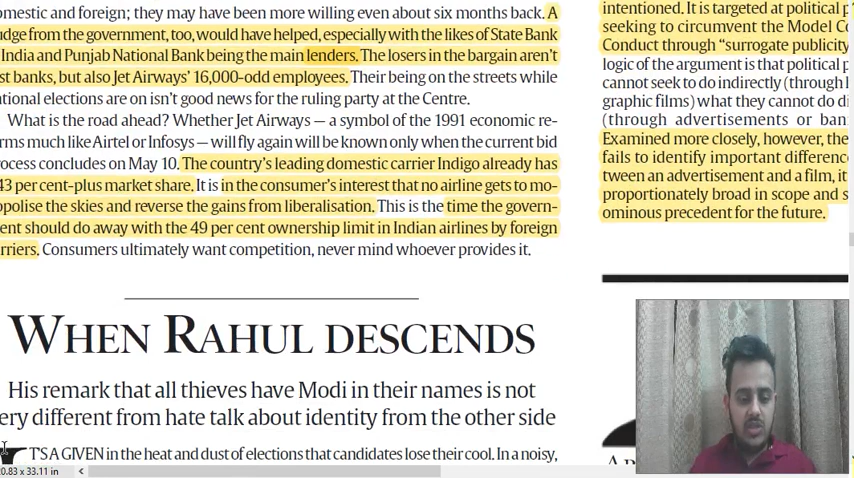 omestic and foreign; they may have been more willing even about six months back. A
udge from the government, too, would have helped, especially with the likes of State Bank
India and Punjab National Bank being the main lenders. The losers in the bargain aren't
st banks, but also Jet Airways' 16,000-odd employees. Their being on the streets while
ational elections are on isn't good news for the ruling party at the Centre.
What is the road ahead? Whether Jet Airways — a symbol of the 1991 economic re-
rms much like Airtel or Infosys — will fly again will be known only when the current bid
rocess concludes on May 10. The country's leading domestic carrier Indigo already has
43 per cent-plus market share. It is in the consumer's interest that no airline gets to mo-
opolise the skies and reverse the gains from liberalisation. This is the time the govern-
ent should do away with the 49 per cent ownership limit in Indian airlines by foreign
rriers. Consumers ultimately want competition, never mind whoever provides it.
WHEN RAHUL DESCENDS
His remark that all thieves have Modi in their names is not
ery different from hate talk about identity from the other side
T'S A GIVEN in the heat and dust of elections that candidates lose their cool. In a noisy,
20.83 x 33.11 in
intentioned. It is targeted at political p
seeking to circumvent the Model Co
Conduct through "surrogate publicity
logic of the argument is that political p
cannot seek to do indirectly (through
graphic films) what they cannot do di
(through advertisements or ban
Examined more closely, however, the
fails to identify important difference
tween an advertisement and a film, it
proportionately broad in scope and s
ominous precedent for the future.